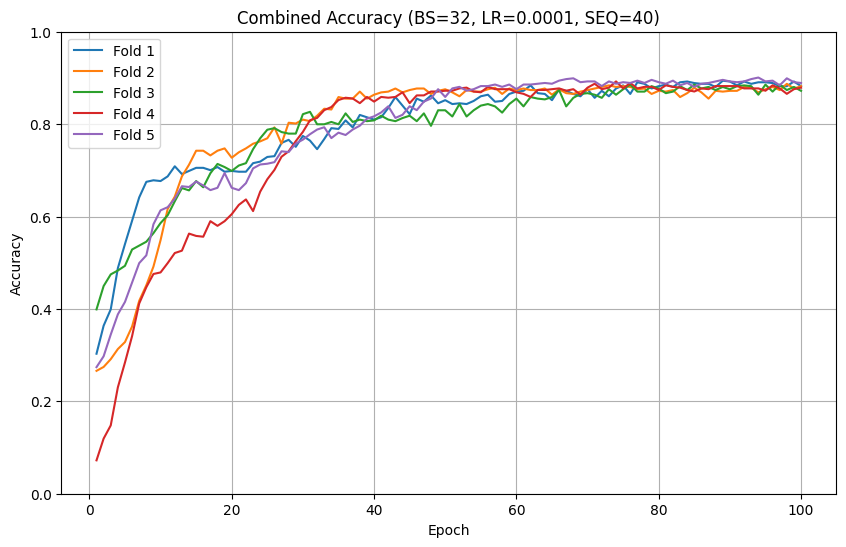 Combined Accuracy (BS=32, LR=0.0001, SEQ=40)
Fold 1
Fold 2
Fold 3
Fold 4
Fold 5
1.0
0.8
0.6
0.4
0.2
0.0
Accuracy
0 20 40 60 80 100
Epoch